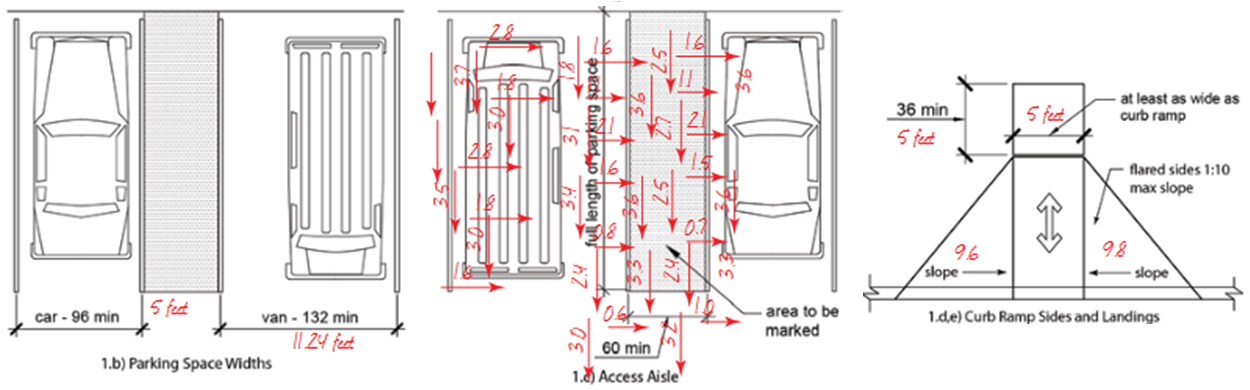 car - 96 min
5 feet
van - 132 min
11.24 feet
1.b) Parking Space Widths
2.8
1.6
2.5
1.6
3.7
1.8
1.8
3.6
3.0
3.6
1.1
3.1
2.1
2.7
2.1
full length of parking space
2.8
1.6
1.5
3.5
3.4
3.6
2.5
3.6
1.8
3.0
0.8
0.7
1.8
2.4
3.3
2.4
3.3
0.6
1.0
3.0
3.2
area to be
marked
60 min
1.c) Access Aisle
36 min
5 feet
5 feet
at least as wide as
curb ramp
flared sides 1:10
max slope
9.6
slope
9.8
slope
1.d,e) Curb Ramp Sides and Landings